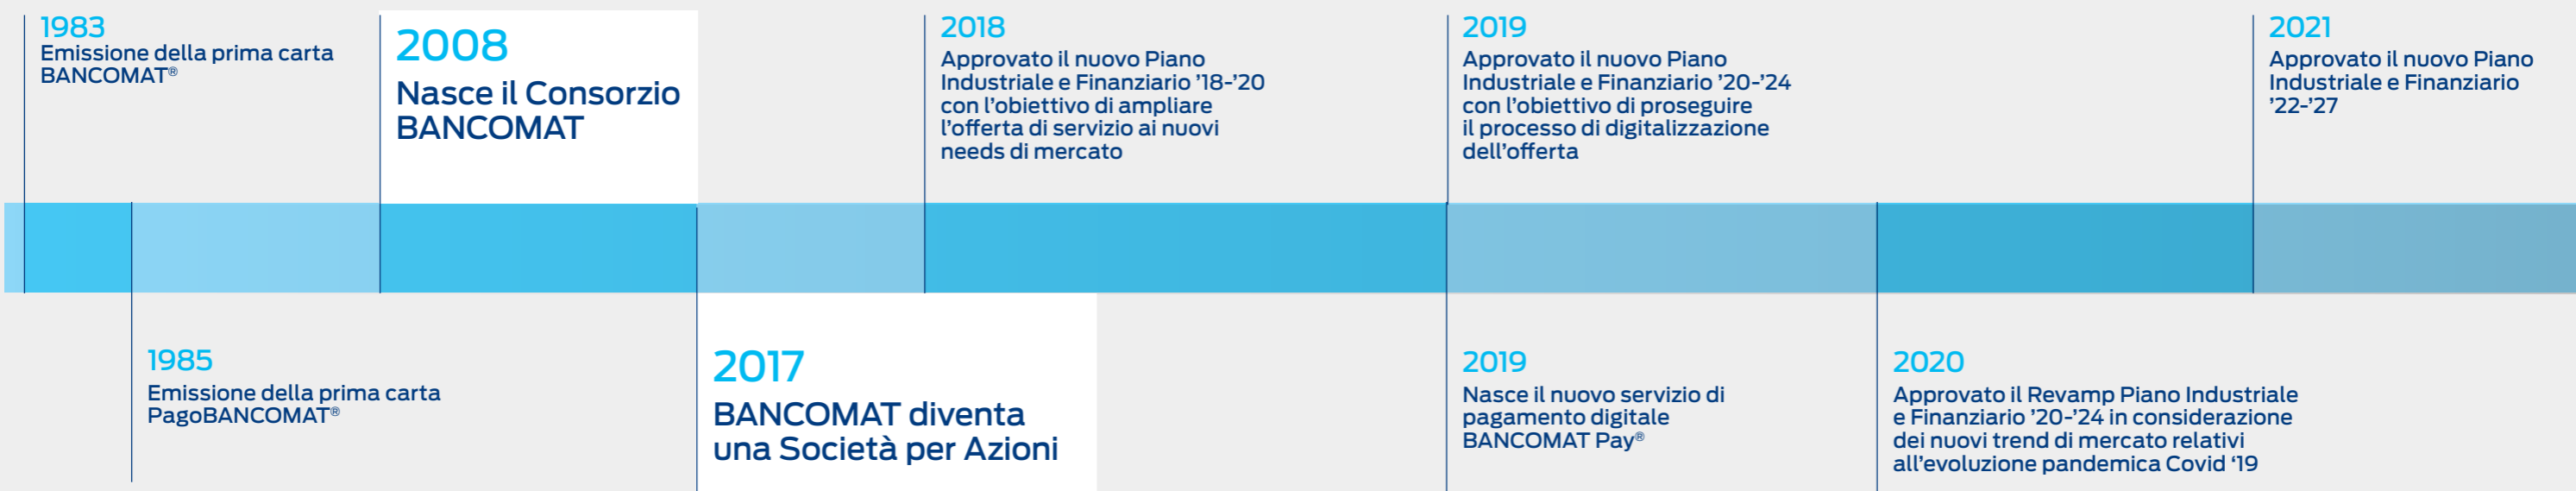 1983
Emissione della prima carta
BANCOMAT®
2008
Nasce il Consorzio
BANCOMAT
2018
Approvato il nuovo Piano
Industriale e Finanziario ’18-’20
con l’obiettivo di ampliare
l’offerta di servizio ai nuovi
needs di mercato
2019
Approvato il nuovo Piano
Industriale e Finanziario ’20-’24
con l’obiettivo di proseguire
il processo di digitalizzazione
dell’offerta
2021
Approvato il nuovo Piano
Industriale e Finanziario
’22-’27
1985
Emissione della prima carta
PagoBANCOMAT®
2017
BANCOMAT diventa
una Società per Azioni
2019
Nasce il nuovo servizio di
pagamento digitale
BANCOMAT Pay®
2020
Approvato il Revamp Piano Industriale
e Finanziario ’20-’24 in considerazione
dei nuovi trend di mercato relativi
all’evoluzione pandemica Covid ‘19